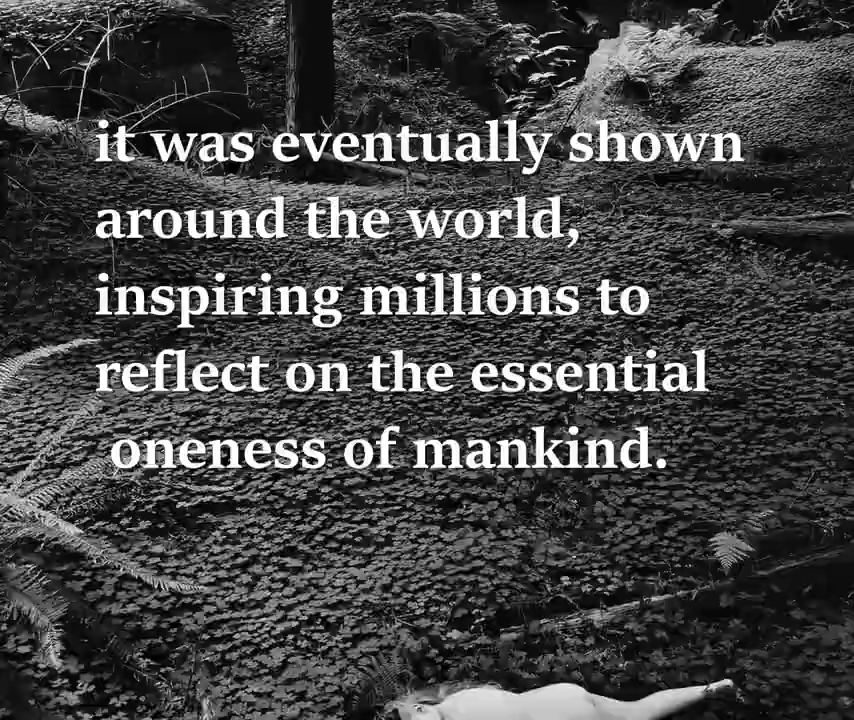 it was eventually shown
around the world,
inspiring millions to
reflect on the essential
oneness of mankind.